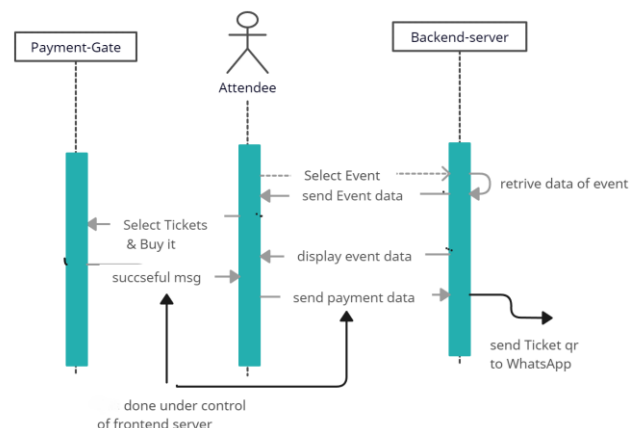 Payment-Gate
Attendee
Backend-server
Select Event
retrive data of event
send Event data
Select Tickets
& Buy it
display event data
succseful msg
send payment data
send Ticket qr
to WhatsApp
done under control
of frontend server